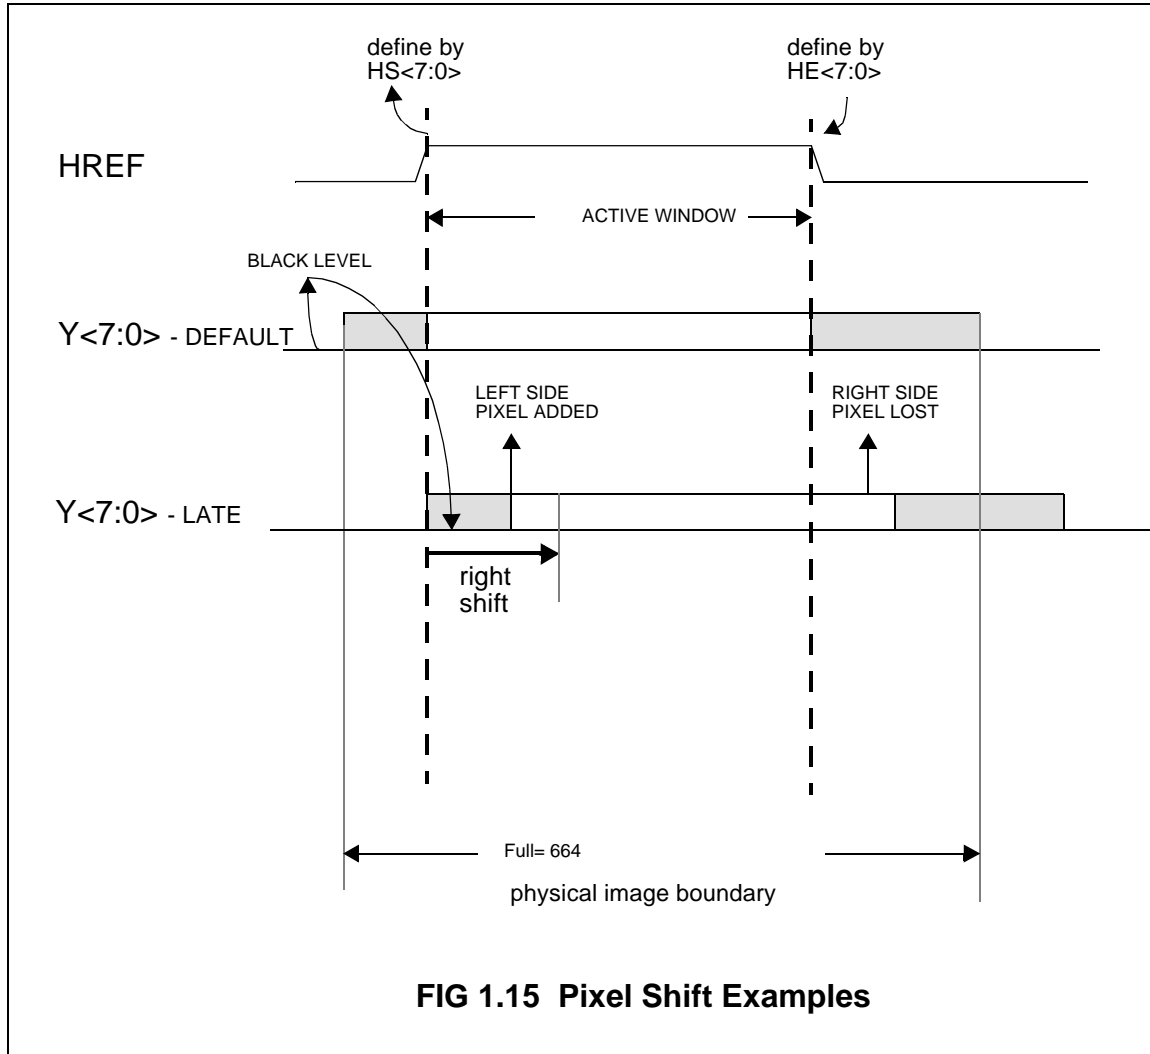 define by
HS<7:0>
define by
HE<7:0>
HREF
ACTIVE WINDOW
BLACK LEVEL
Y<7:0> - DEFAULT
LEFT SIDE
PIXEL ADDED
RIGHT SIDE
PIXEL LOST
Y<7:0> - LATE
right
shift
Full= 664
physical image boundary
FIG 1.15 Pixel Shift Examples